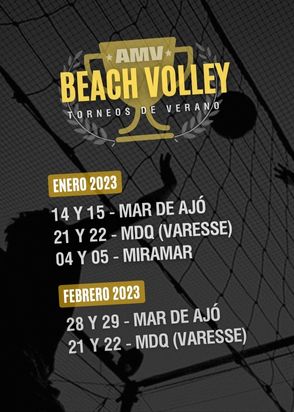 AMV
BEACH VOLLEY
TORNEOS DE VERANO
ENERO 2023
14 Y 15 - MAR DE AJÓ
21 Y 22 - MDQ (VARESSE)
04 Y 05 - MIRAMAR
FEBRERO 2023
28 Y 29 - MAR DE AJÓ
21 Y 22 - MDQ (VARESSE)